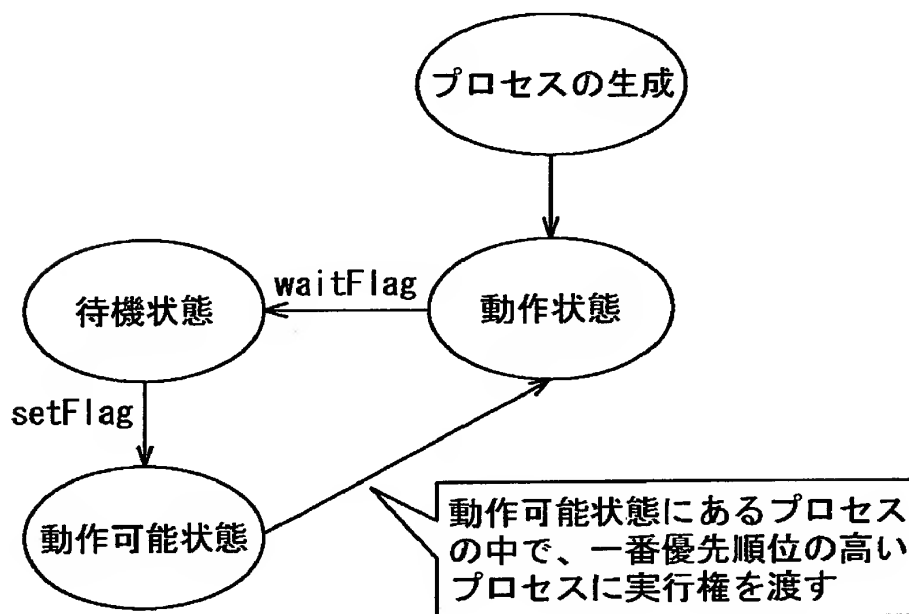 プロセスの生成
waitFlag
待機状態
動作状態
setFlag
動作可能状態
動作可能状態にあるプロセス
の中で、一番優先順位の高い
プロセスに実行権を渡す